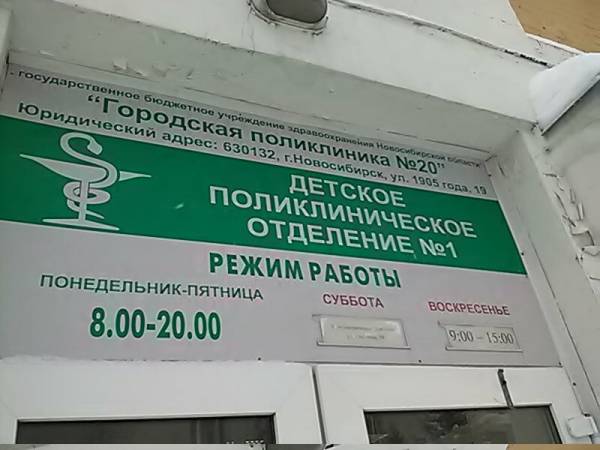 государственное бюджетное учреждение здравоохранения Новосибирской области
"Городская поликлиника №20"
Юридический адрес: 630132, г.Новосибирск, ул. 1905 года, 19
ДЕТСКОЕ
ПОЛИКЛИНИЧЕСКОЕ
ОТДЕЛЕНИЕ №1
РЕЖИМ РАБОТЫ
ПОНЕДЕЛЬНИК-ПЯТНИЦА
8.00-20.00
СУББОТА
ВОСКРЕСЕНЬЕ
9:00 – 15:00